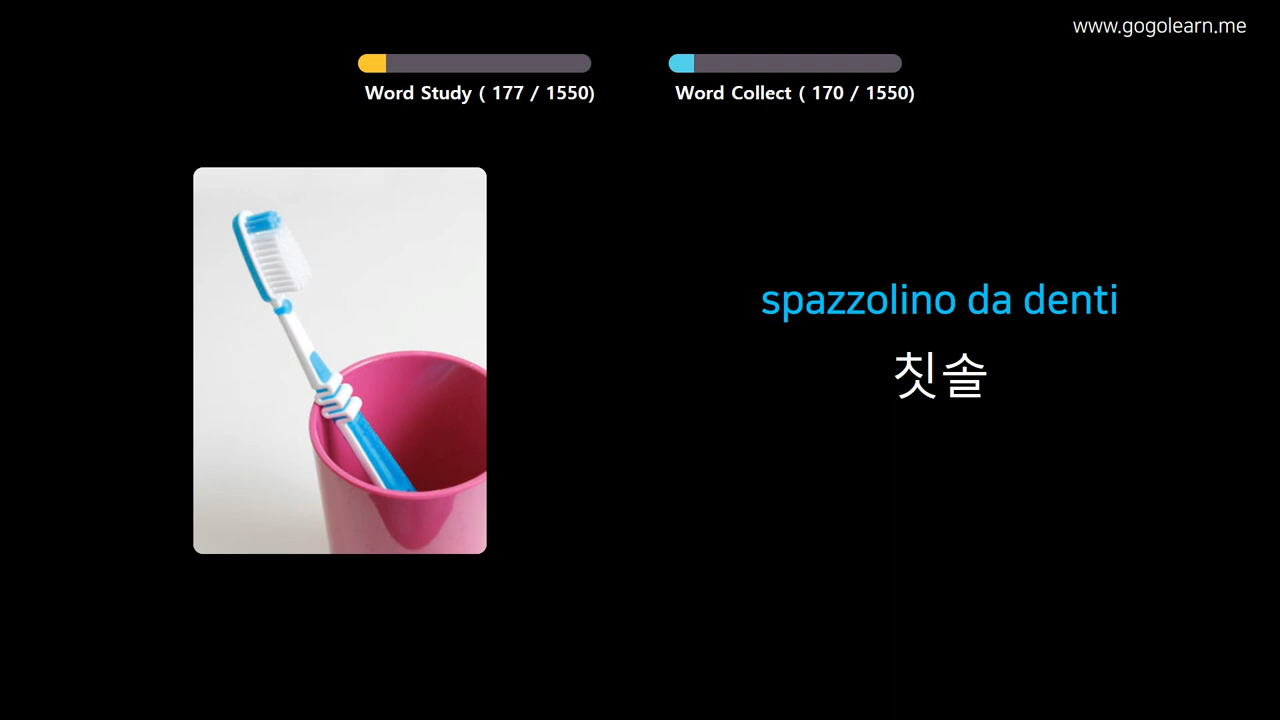 www.gogolearn.me
Word Study ( 177 / 1550)
Word Collect ( 170 / 1550)
spazzolino da denti
칫솔